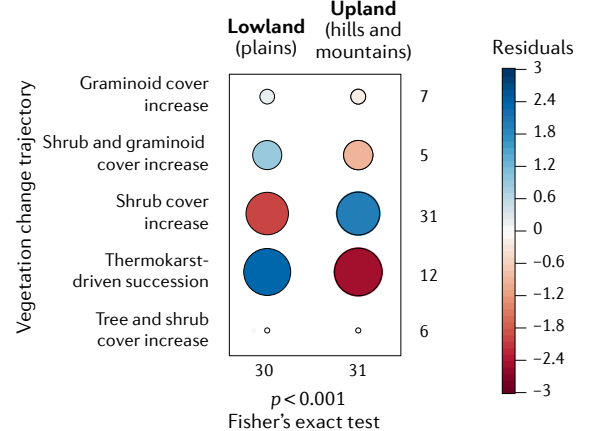 Lowland
(plains)
Upland
(hills and
mountains)
Residuals
Vegetation change trajectory
Graminoid cover
increase
7
Shrub and graminoid
cover increase
5
Shrub cover
increase
31
Thermokarst-
driven succession
12
Tree and shrub
cover increase
6
30
31
p < 0.001
Fisher's exact test
3
2.4
1.8
1.2
0.6
0
−0.6
−1.2
−1.8
−2.4
−3